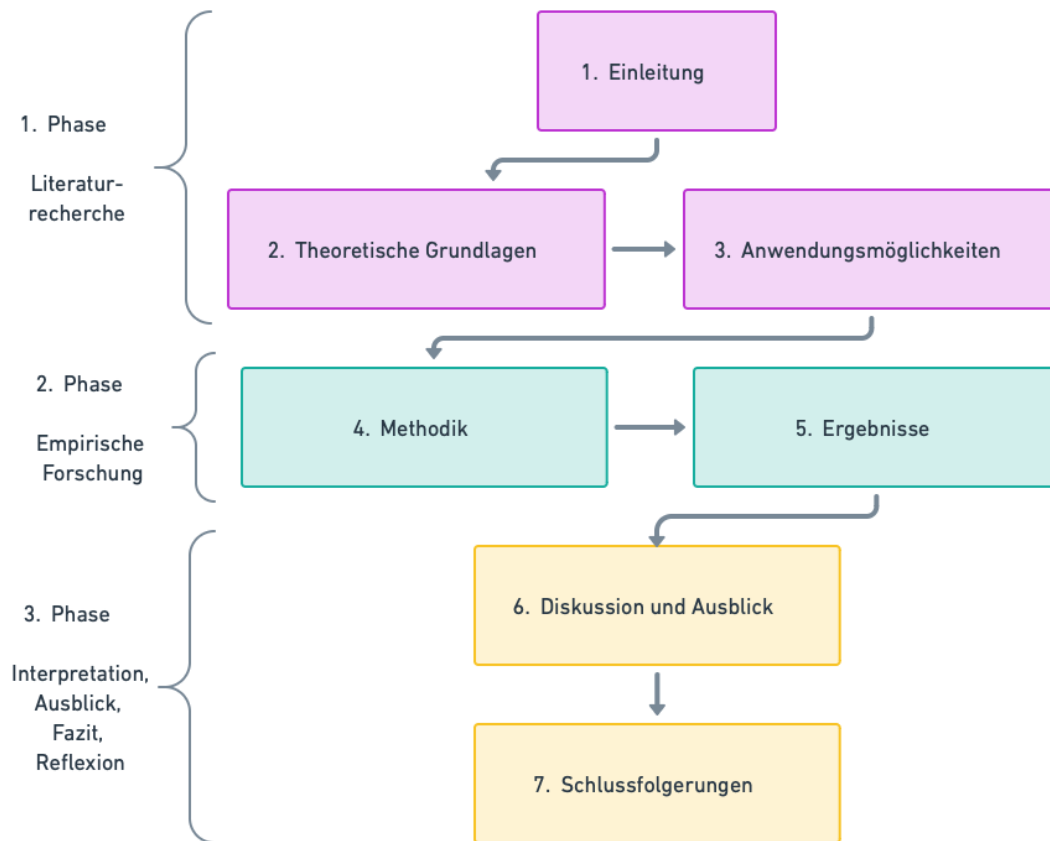 1. Phase
Literatur-
recherche
1. Einleitung
2. Theoretische Grundlagen
3. Anwendungsmöglichkeiten
2. Phase
Empirische
Forschung
4. Methodik
5. Ergebnisse
3. Phase
Interpretation,
Ausblick,
Fazit,
Reflexion
6. Diskussion und Ausblick
7. Schlussfolgerungen